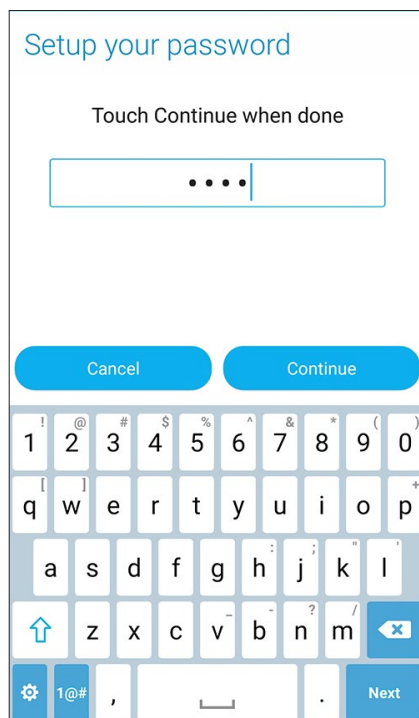 Setup your password
Touch Continue when done
••••
Cancel Continue
! @ # $ % ^ & * ( )
1 2 3 4 5 6 7 8 9 0
[ ] +
q w e r t y u i o p
: ; " '
a s d f g h j k l
_ - ? /
z x c v b n m
1@# , . Next